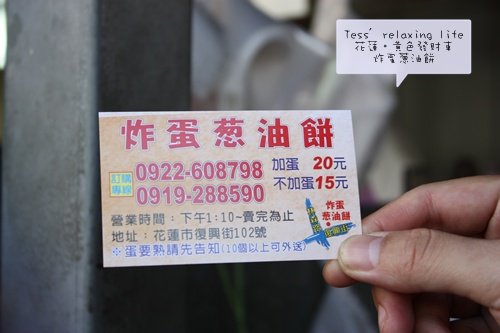 Tess' relaxing life
花蓮•黃色發財車
炸蛋蔥油餅
炸蛋葱油餅
訂購
專線
0922-608798
0919-288590
加蛋 20元
不加蛋15元
營業時間:下午1:10~賣完為止
地址:花蓮市復興街102號
※蛋要熟請先告知(10個以上可外送)
炸蛋
葱油餅